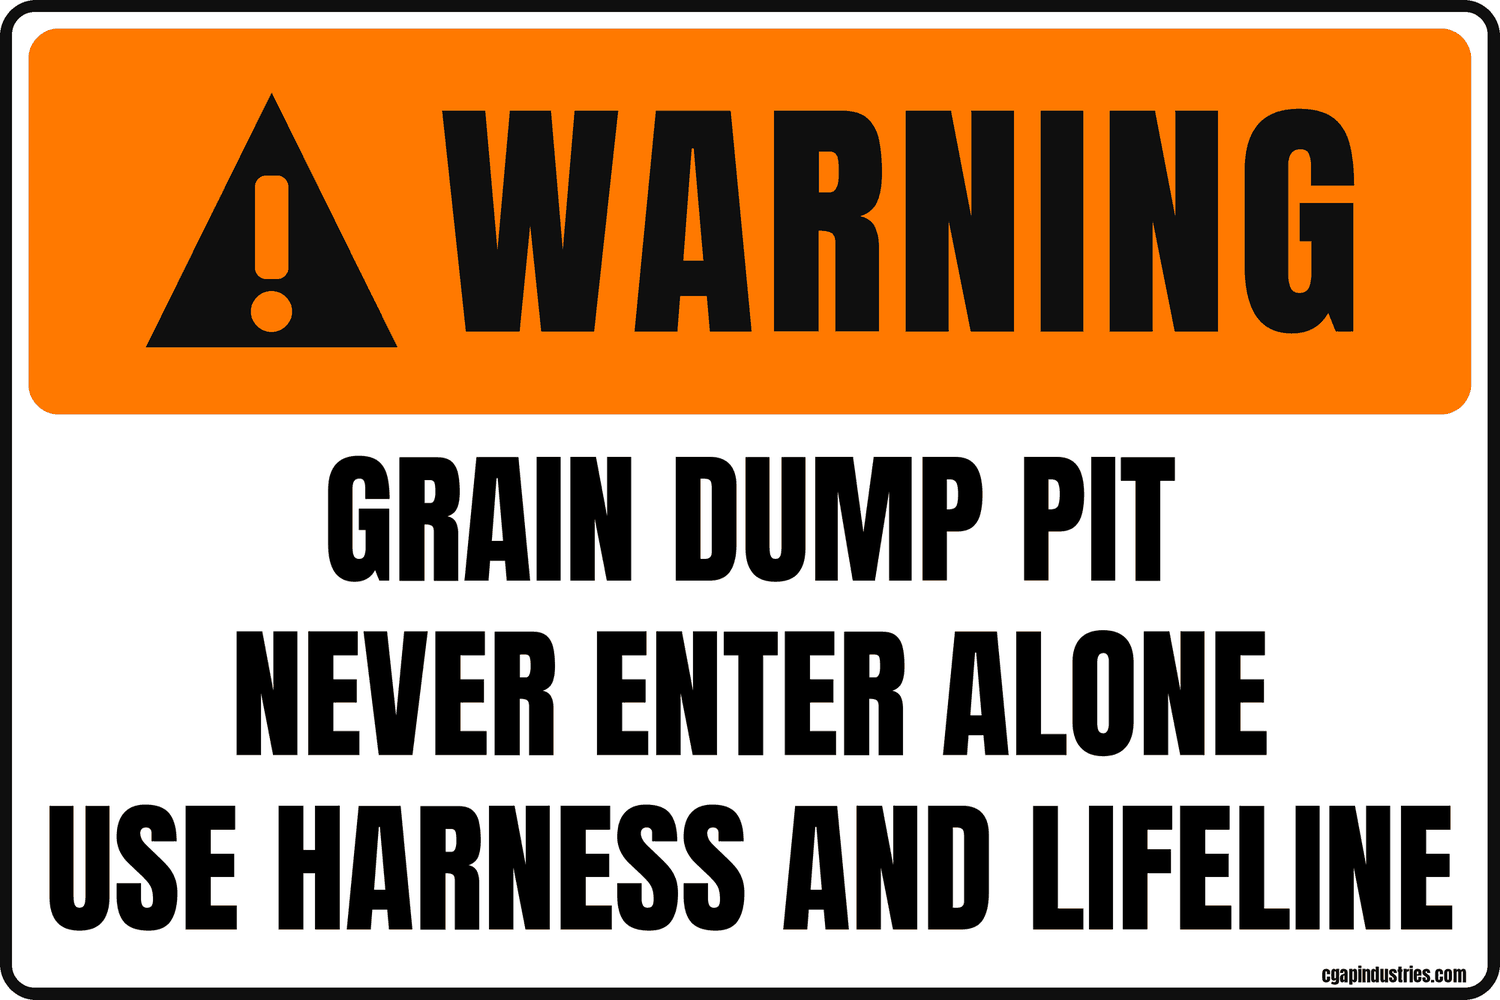 WARNING
GRAIN DUMP PIT
NEVER ENTER ALONE
USE HARNESS AND LIFELINE
cgapindustries.com